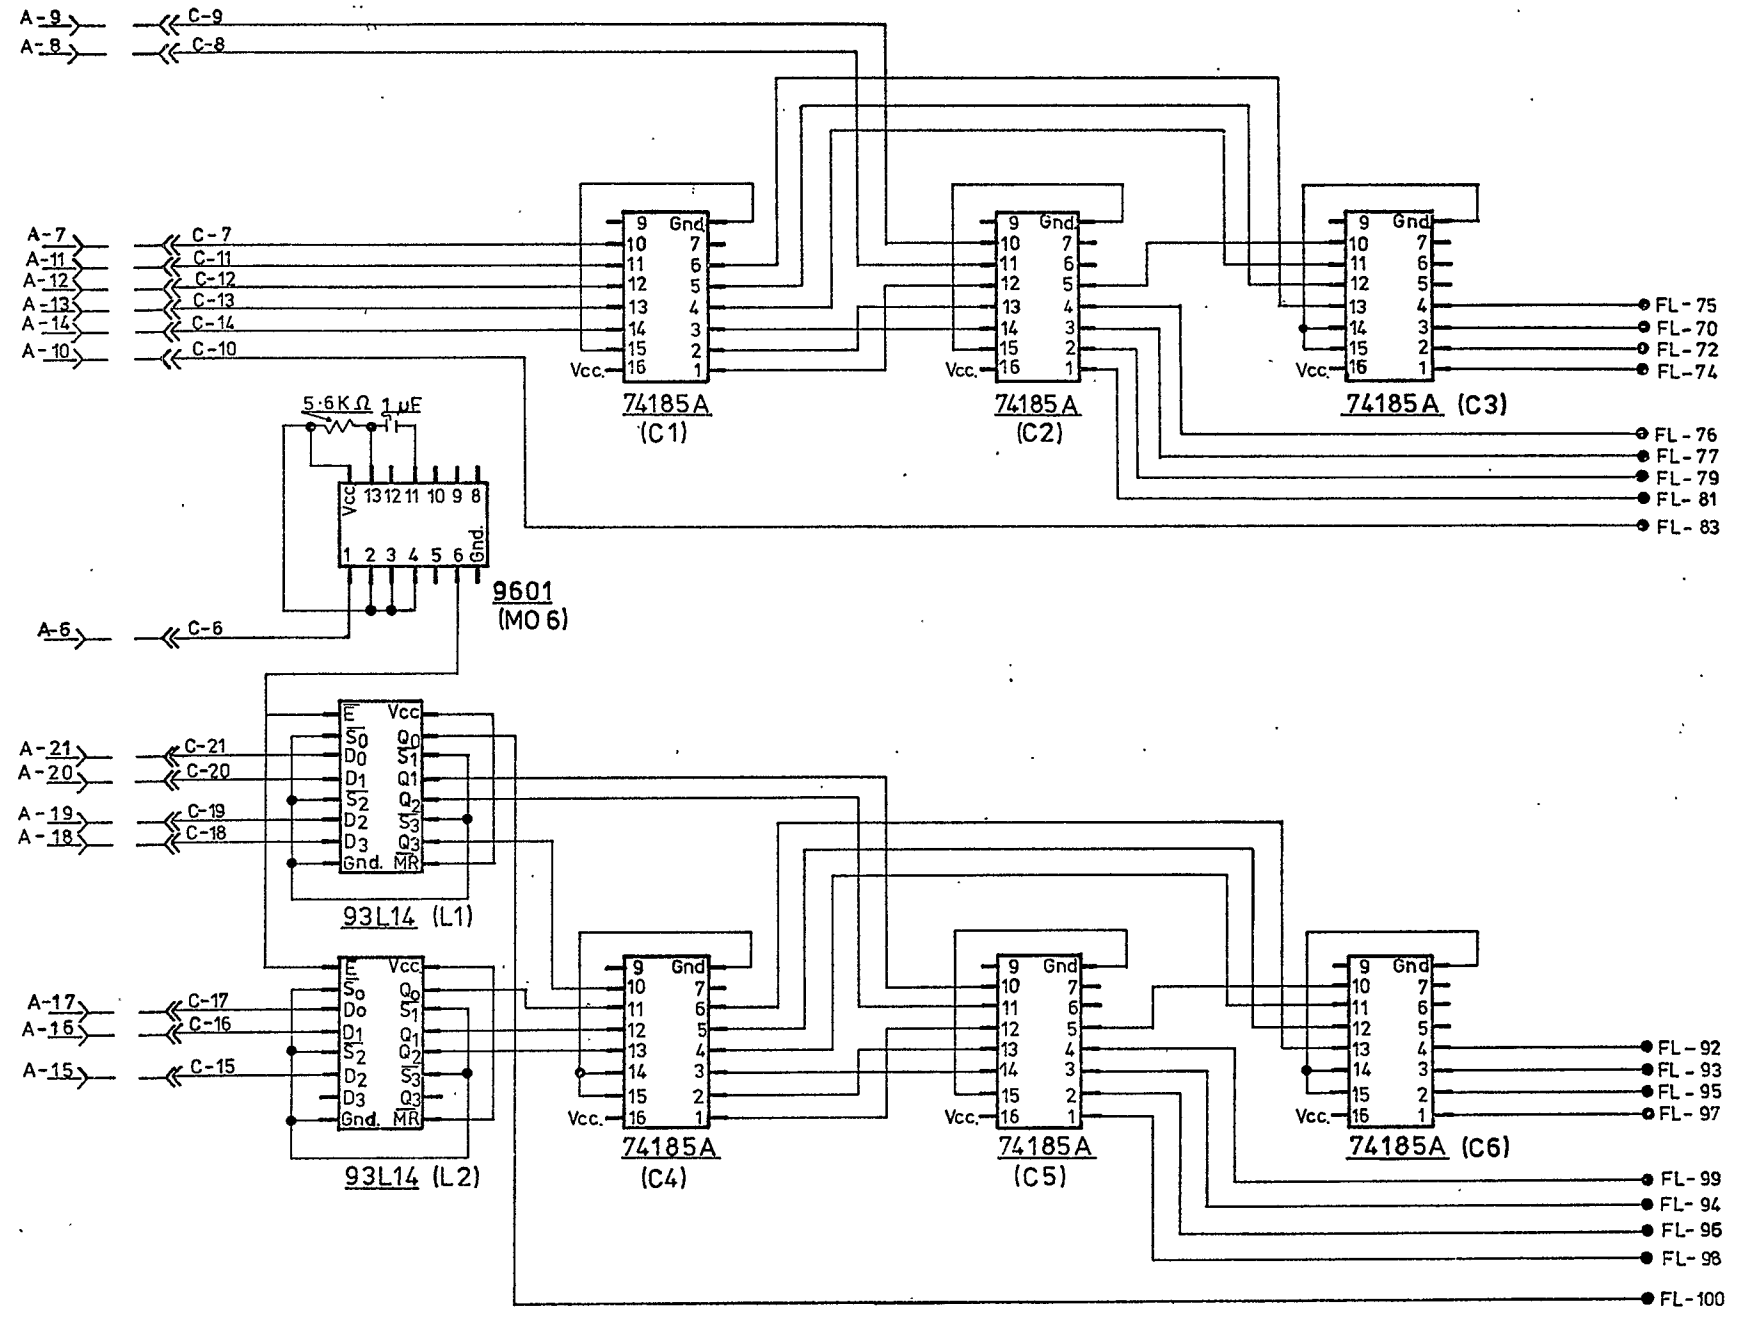 A-9 C-9
A-8 C-8
A-7 C-7
A-11 C-11
A-12 C-12
A-13 C-13
A-14 C-14
A-10 C-10
9 Gnd
10 7
11 6
12 5
13 4
14 3
15 2
Vcc. 16 1
74185A
(C1)
9 Gnd
10 7
11 6
12 5
13 4
14 3
15 2
Vcc. 16 1
74185A
(C2)
9 Gnd
10 7
11 6
12 5
13 4
14 3
15 2
Vcc. 16 1
74185A (C3)
FL-75
FL-70
FL-72
FL-74
FL-76
FL-77
FL-79
FL-81
FL-83
5.6KΩ 1µF
Vcc 13 12 11 10 9 8
1 2 3 4 5 6 Gnd.
9601
(MO6)
A-6 C-6
A-21 C-21
A-20 C-20
A-19 C-19
A-18 C-18
E̅ Vcc
S̅0 Q0
D0 S̅1
D1 Q1
S̅2 Q2
D2 S̅3
D3 Q3
Gnd. M̅R̅
93L14 (L1)
A-17 C-17
A-16 C-16
A-15 C-15
E̅ Vcc.
S̅o Qo
Do S̅1
D1 Q1
S̅2 Q2
D2 S̅3
D3 Q3
Gnd. M̅R̅
93L14 (L2)
9 Gnd
10 7
11 6
12 5
13 4
14 3
15 2
Vcc. 16 1
74185A
(C4)
9 Gnd
10 7
11 6
12 5
13 4
14 3
15 2
Vcc. 16 1
74185A
(C5)
9 Gnd
10 7
11 6
12 5
13 4
14 3
15 2
Vcc. 16 1
74185A (C6)
FL-92
FL-93
FL-95
FL-97
FL-99
FL-94
FL-96
FL-98
FL-100